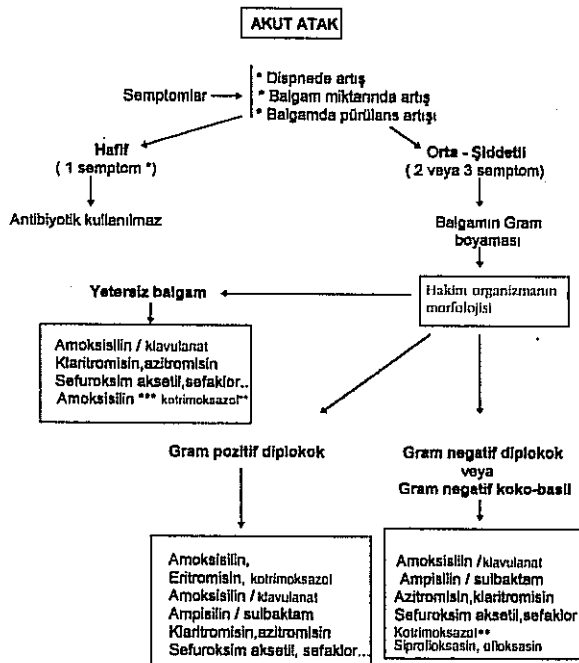 AKUT ATAK
Semptomlar
* Dispnede artış
* Balgam miktarında artış
* Balgamda pürülans artışı
Hafif
( 1 semptom *)
Orta - Şiddetli
( 2 veya 3 semptom)
Antibiyotik kullanılmaz
Balgamın Gram
boyaması
Yetersiz balgam
Hakim organizmanın
morfolojisi
Amoksisilin / klavulanat
Klaritromisin,azitromisin
Sefuroksim aksetil,sefaklor..
Amoksisilin *** kotrimoksazol**
Gram pozitif diplokok
Gram negatif diplokok
veya
Gram negatif koko-basil
Amoksisilin,
Eritromisin, kotrimoksazol
Amoksisilin / klavulanat
Ampisilin / sulbaktam
Klaritromisin,azitromisin
Sefuroksim aksetil, sefaklor...
Amoksisilin / klavulanat
Ampisilin / sulbaktam
Azitromisin,klaritromisin
Sefuroksim aksetil,sefaklor
Kotrimoksazol**
Siprofloksasin, ofloksasin